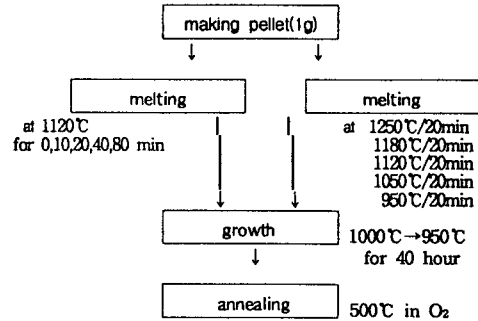 making pellet(1g)
melting
at 1120℃
for 0,10,20,40,80 min
melting
at 1250℃/20min
1180℃/20min
1120℃/20min
1050℃/20min
950℃/20min
growth
1000℃→950℃
for 40 hour
annealing
500℃ in O₂